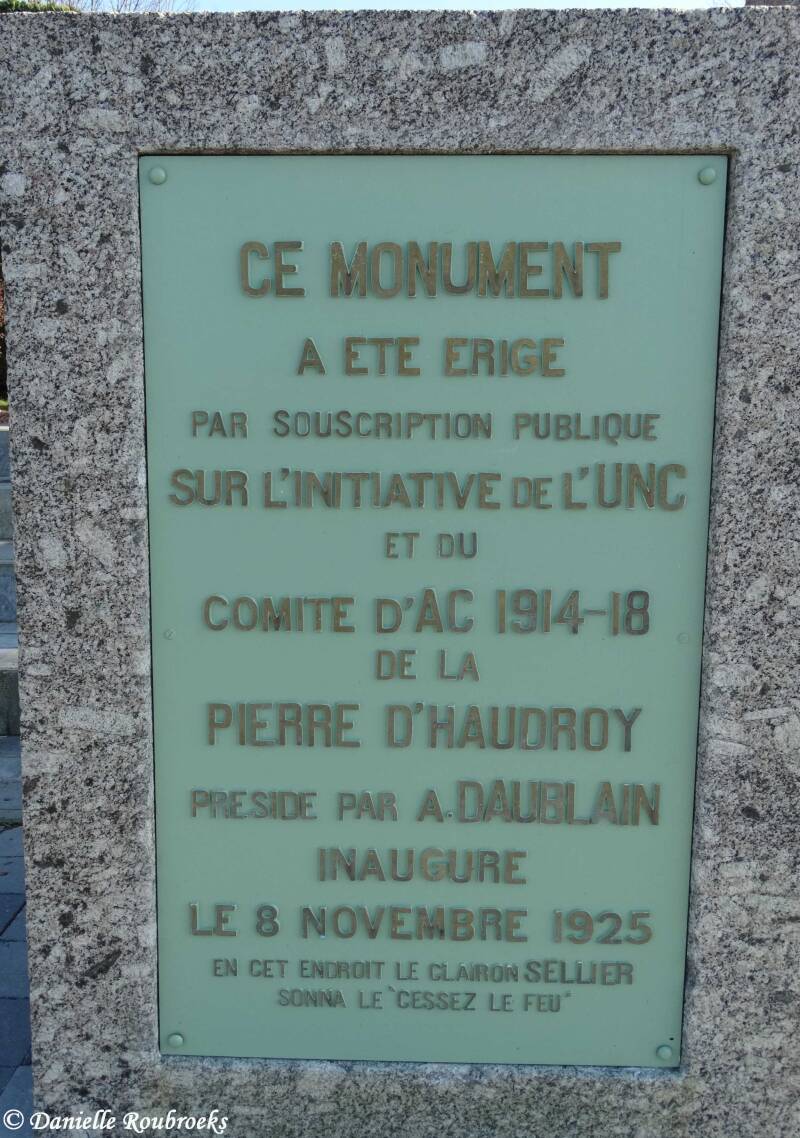 CE MONUMENT
A ETE ERIGE
PAR SOUSCRIPTION PUBLIQUE
SUR L'INITIATIVE DE L'UNC
ET DU
COMITE D'AC 1914-18
DE LA
PIERRE D'HAUDROY
PRESIDE PAR A. DAUBLAIN
INAUGURE
LE 8 NOVEMBRE 1925
EN CET ENDROIT LE CLAIRON SELLIER
SONNA LE "CESSEZ LE FEU"
© Danielle Roubroeks